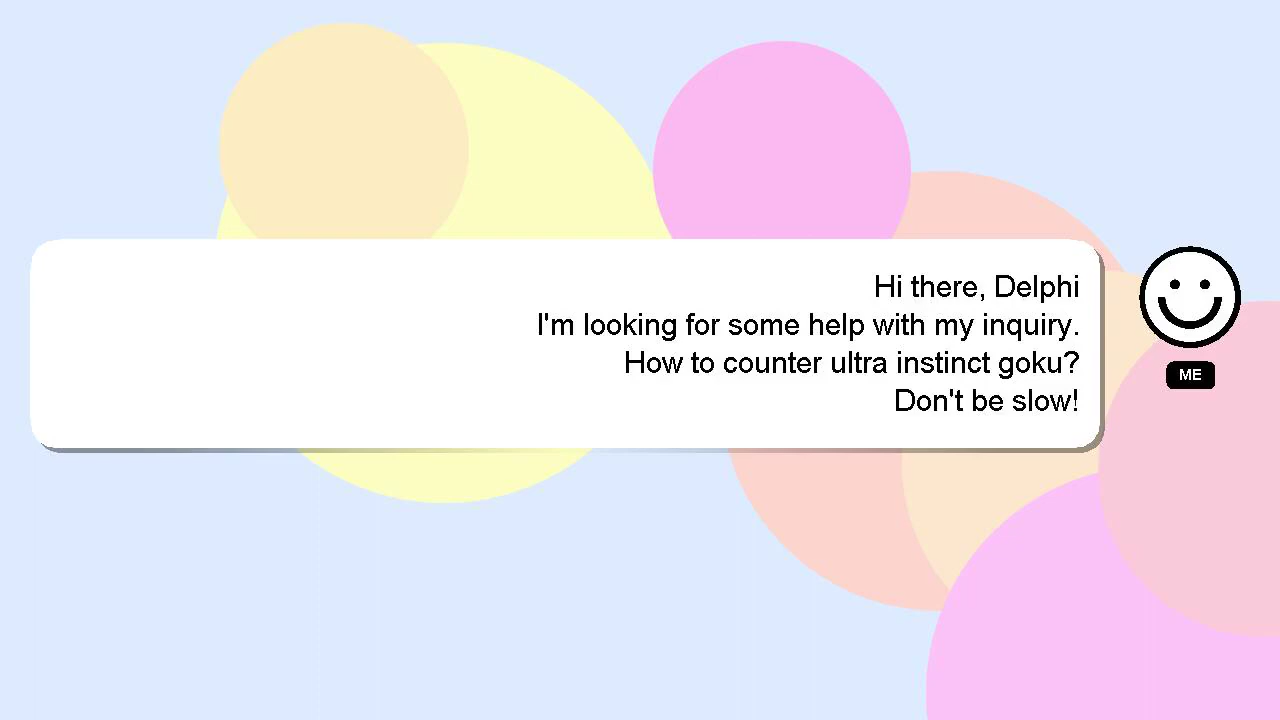 Hi there, Delphi
I'm looking for some help with my inquiry.
How to counter ultra instinct goku?
Don't be slow!
ME